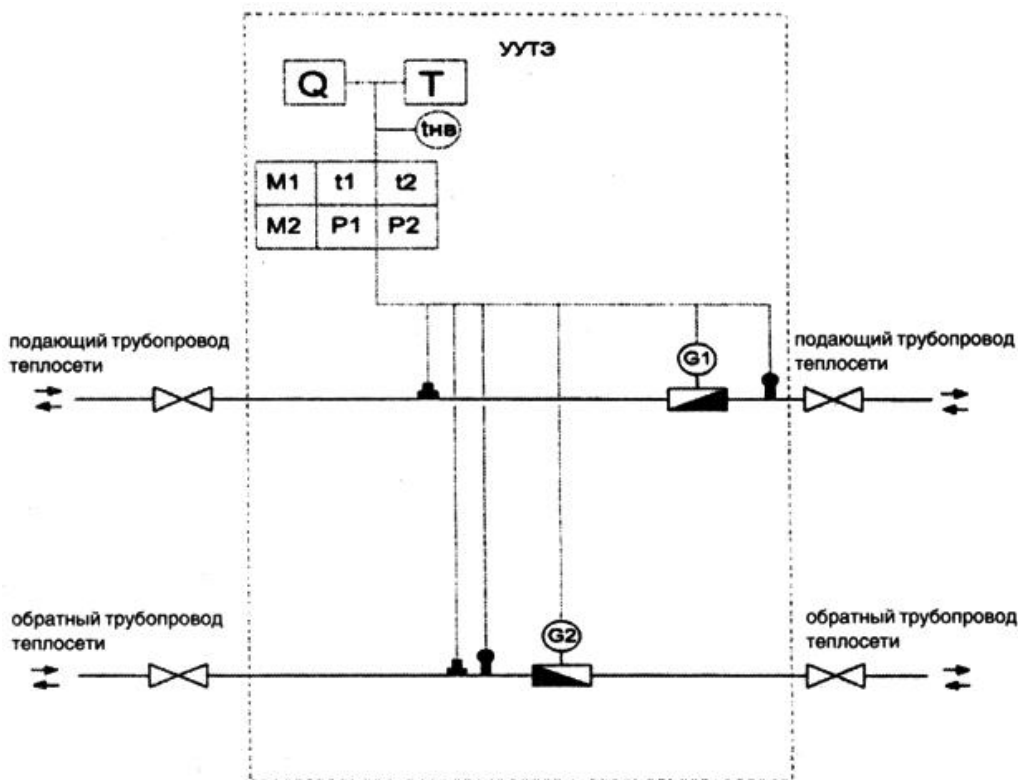 УУТЭ
Q T
tнв
M1 t1 t2
M2 P1 P2
подающий трубопровод
теплосети
G1
подающий трубопровод
теплосети
обратный трубопровод
теплосети
G2
обратный трубопровод
теплосети